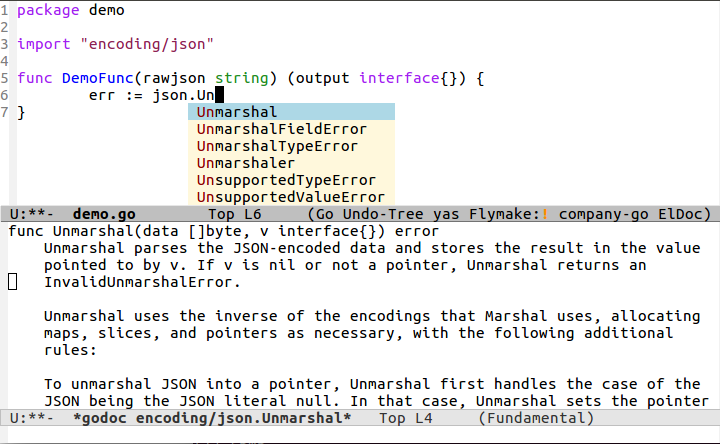 1 package demo
2
3 import "encoding/json"
4
5 func DemoFunc(rawjson string) (output interface{}) {
6         err := json.Un
7 }
Unmarshal
UnmarshalFieldError
UnmarshalTypeError
Unmarshaler
UnsupportedTypeError
UnsupportedValueError
U:**-  demo.go         Top L6     (Go Undo-Tree yas Flymake:! company-go ElDoc)
func Unmarshal(data []byte, v interface{}) error
    Unmarshal parses the JSON-encoded data and stores the result in the value
    pointed to by v. If v is nil or not a pointer, Unmarshal returns an
    InvalidUnmarshalError.

    Unmarshal uses the inverse of the encodings that Marshal uses, allocating
    maps, slices, and pointers as necessary, with the following additional
    rules:

    To unmarshal JSON into a pointer, Unmarshal first handles the case of the
    JSON being the JSON literal null. In that case, Unmarshal sets the pointer
U:**-  *godoc encoding/json.Unmarshal*   Top L4     (Fundamental)